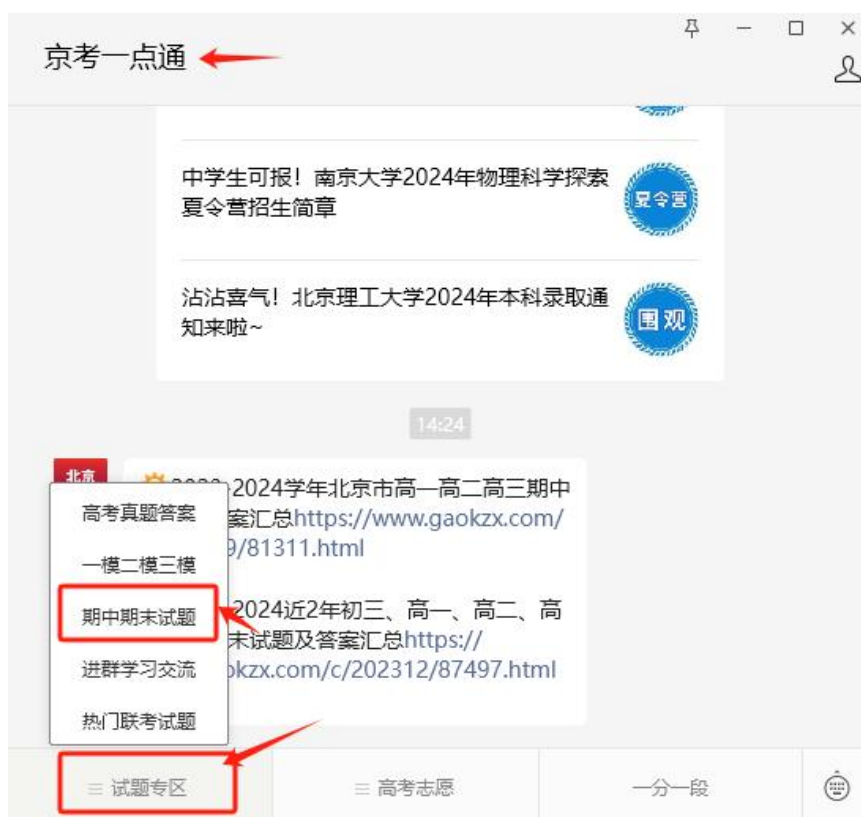 京考一点通
中学生可报！南京大学2024年物理科学探索
夏令营招生简章
夏令营
沾沾喜气！北京理工大学2024年本科录取通
知来啦~
围观
14:24
北京
-2024学年北京市高一高二高三期中
案汇总https://www.gaokzx.com/
9/81311.html
2024近2年初三、高一、高二、高
末试题及答案汇总https://
okzx.com/c/202312/87497.html
高考真题答案
一模二模三模
期中期末试题
进群学习交流
热门联考试题
试题专区
高考志愿
一分一段